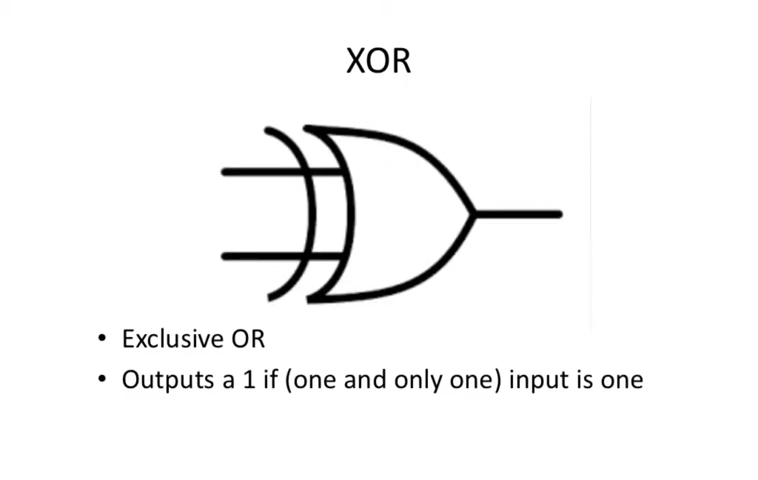 XOR
• Exclusive OR
• Outputs a 1 if (one and only one) input is one